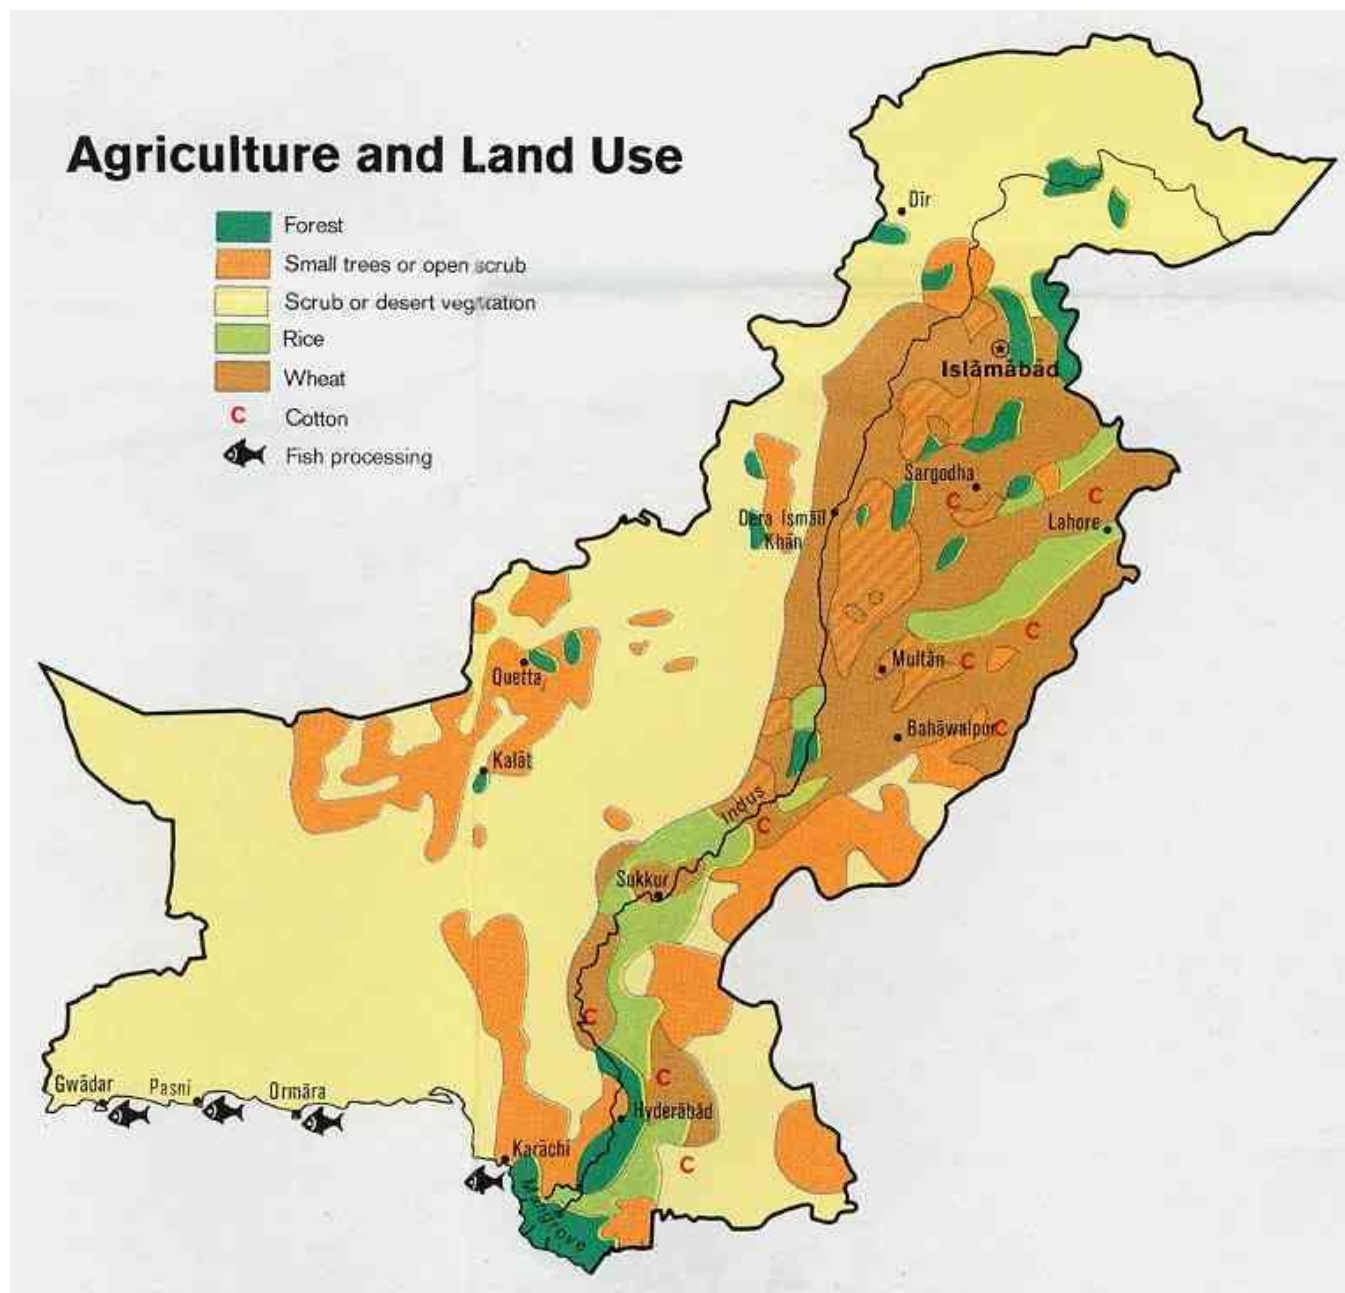 Agriculture and Land Use
Forest
Small trees or open scrub
Scrub or desert vegetation
Rice
Wheat
C Cotton
Fish processing
Dīr
Islāmābād
Sargodha
C
C
Lahore
Dera Ismāīl
Khān
C
Multān
C
Quetta
Bahāwalpur
C
Kalāt
Indus
C
Sukkur
C
C
Gwādar
Pasni
Ormāra
Hyderābād
Karāchi
C
Mangrove